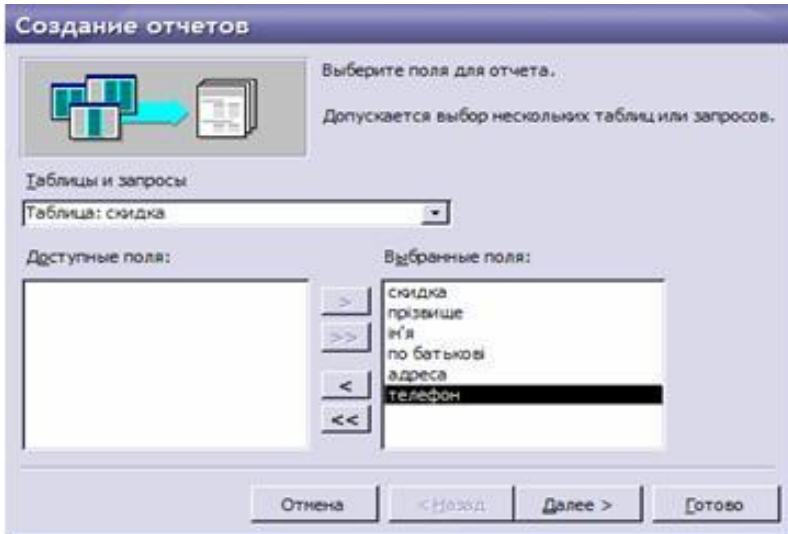 Создание отчетов
Выберите поля для отчета.
Допускается выбор нескольких таблиц или запросов.
Таблицы и запросы
Таблица: скидка
Доступные поля:
Выбранные поля:
>
>>
<
<<
скидка
прізвище
ім'я
по батькові
адреса
телефон
Отмена
< Назад
Далее >
Готово